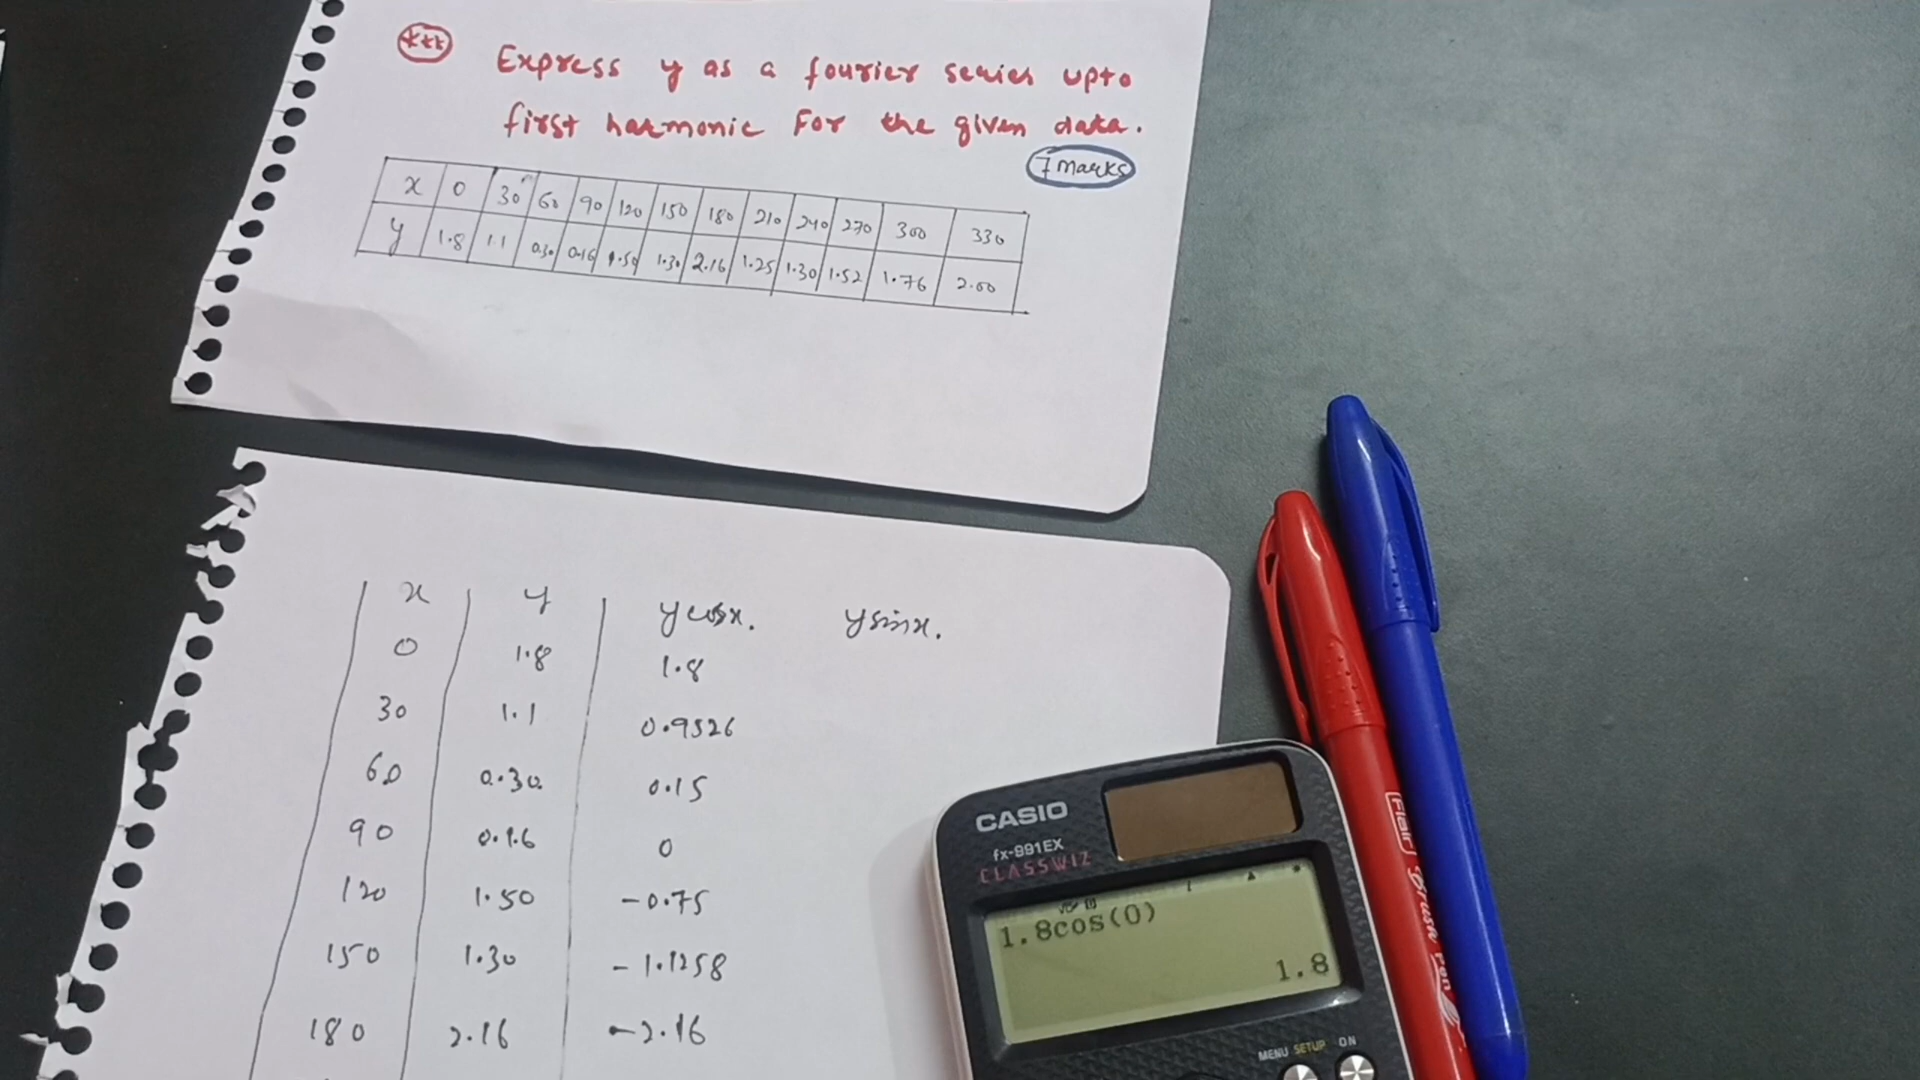 ***
Express y as a fourier series upto
first harmonic For the given data.
7 marks
x 0 30 60 90 120 150 180 210 240 270 300 330
y 1.8 1.1 0.30 0.16 1.50 1.30 2.16 1.25 1.30 1.52 1.76 2.00
x y ycosx. ysinx.
0 1.8 1.8
30 1.1 0.9526
60 0.30. 0.15
90 0.16 0
120 1.50 -0.75
150 1.30 -1.1258
180 2.16 -2.16
CASIO
fx-991EX
CLASSWIZ
1.8cos(0)
1.8
MENU SETUP ON
Flair Brush Pen